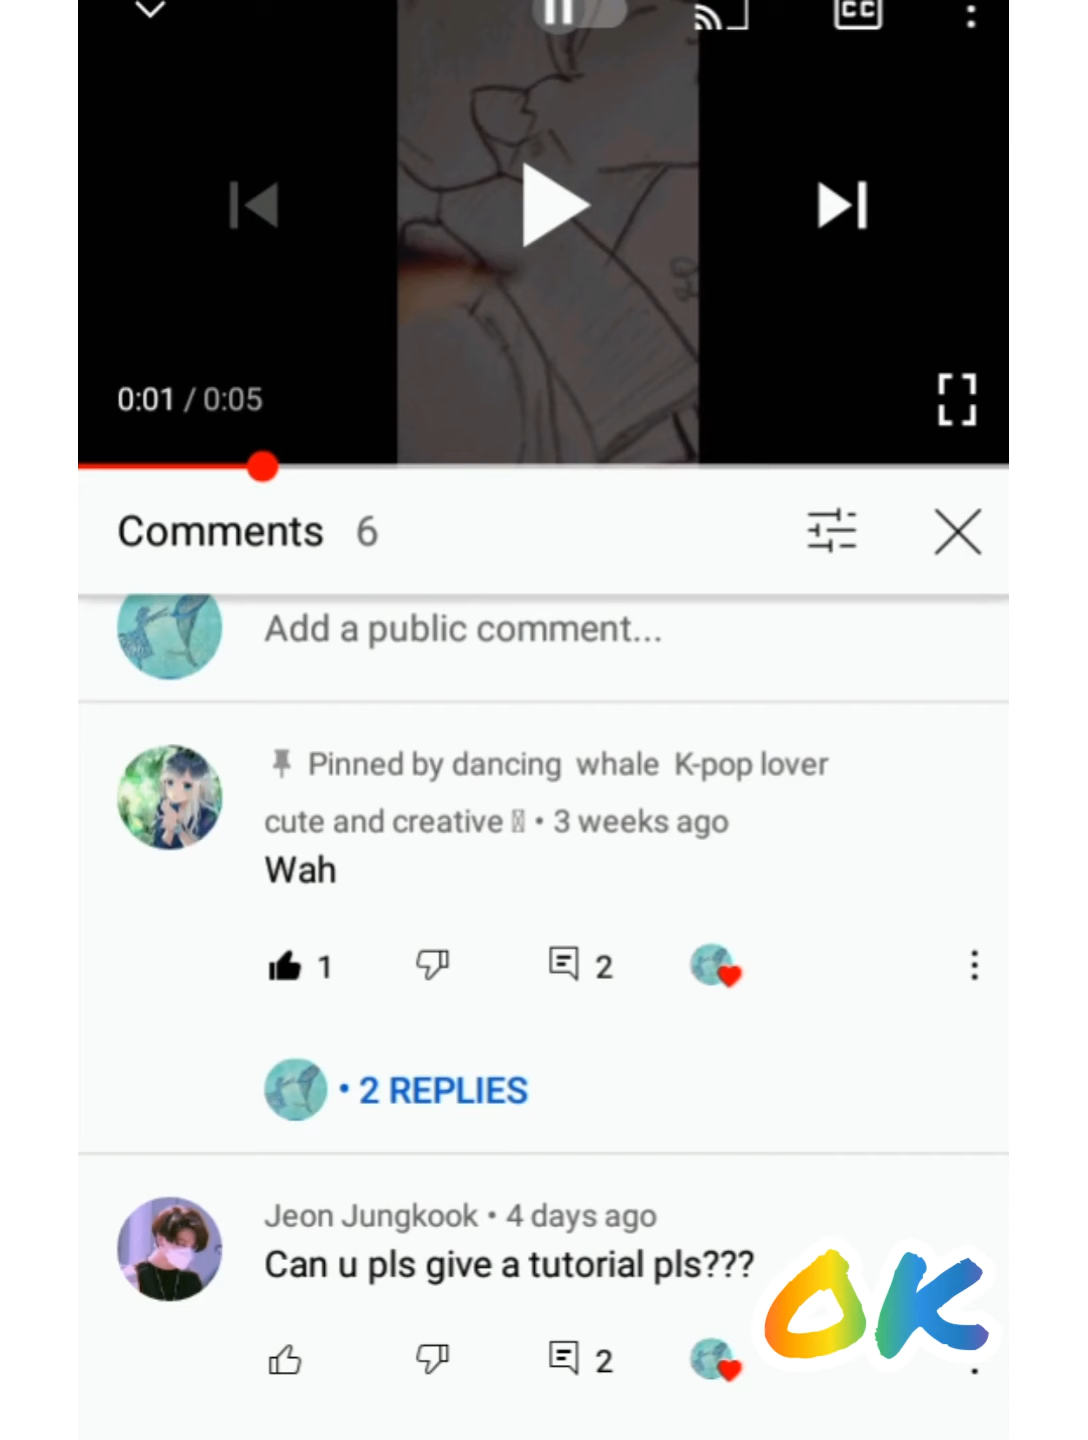 CC
0:01 / 0:05
Comments 6
Add a public comment...
Pinned by dancing whale K-pop lover
cute and creative • 3 weeks ago
Wah
1
2
• 2 REPLIES
Jeon Jungkook • 4 days ago
Can u pls give a tutorial pls???
OK
2